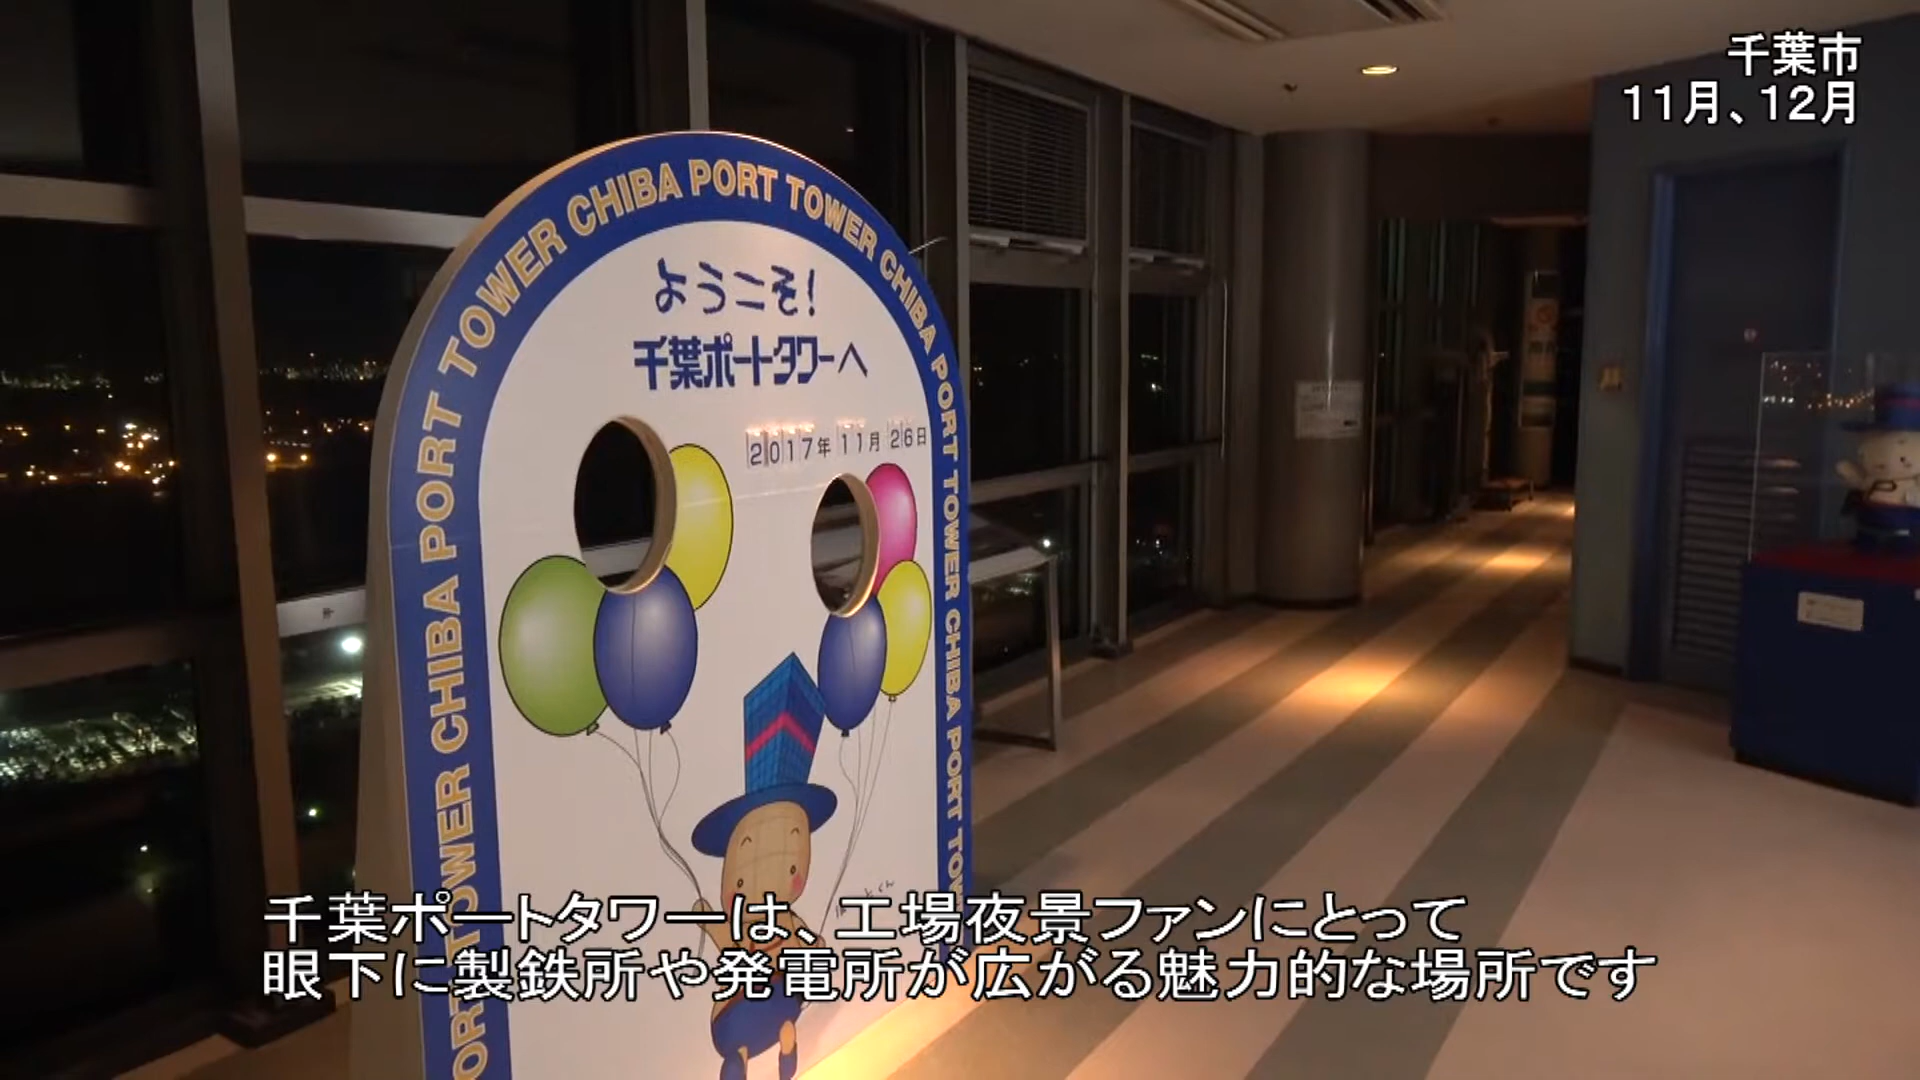 千葉市
11月、12月
CHIBA PORT TOWER CHIBA PORT TOWER CHIBA PORT TOWER CHIBA PORT TOWER CHIBA PORT
ようこそ!
千葉ポートタワーへ
2017年 11月 26日
千葉ポートタワーは、工場夜景ファンにとって
眼下に製鉄所や発電所が広がる魅力的な場所です